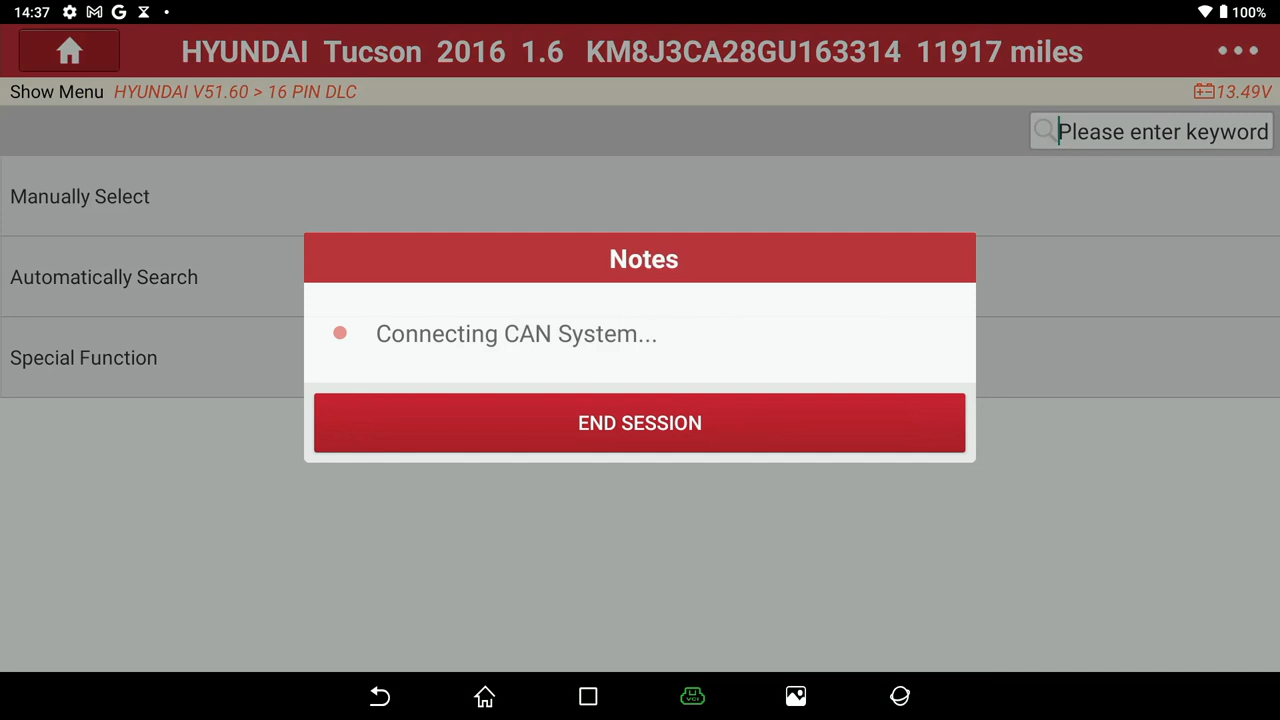 14:37 100%
HYUNDAI Tucson 2016 1.6 KM8J3CA28GU163314 11917 miles
Show Menu HYUNDAI V51.60 > 16 PIN DLC 13.49V
Please enter keyword
Manually Select
Automatically Search
Special Function
Notes
Connecting CAN System...
END SESSION
VCI